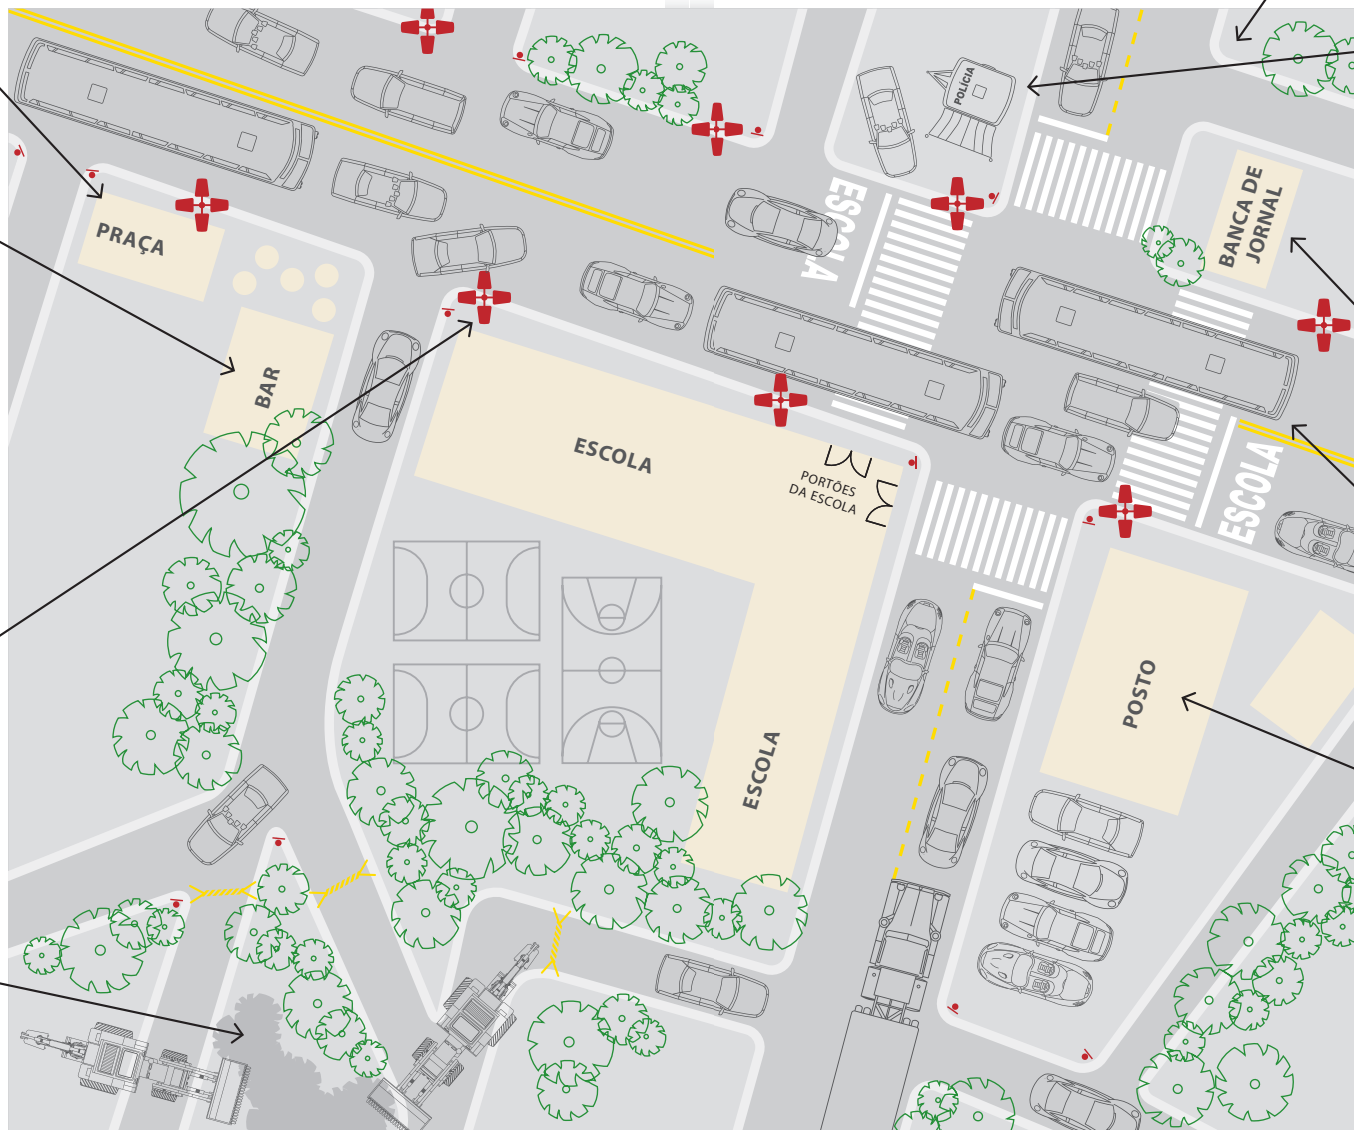 POLÍCIA
PRAÇA
ESCOLA
BANCA DE
JORNAL
BAR
ESCOLA
PORTÕES
DA ESCOLA
ESCOLA
POSTO
ESCOLA